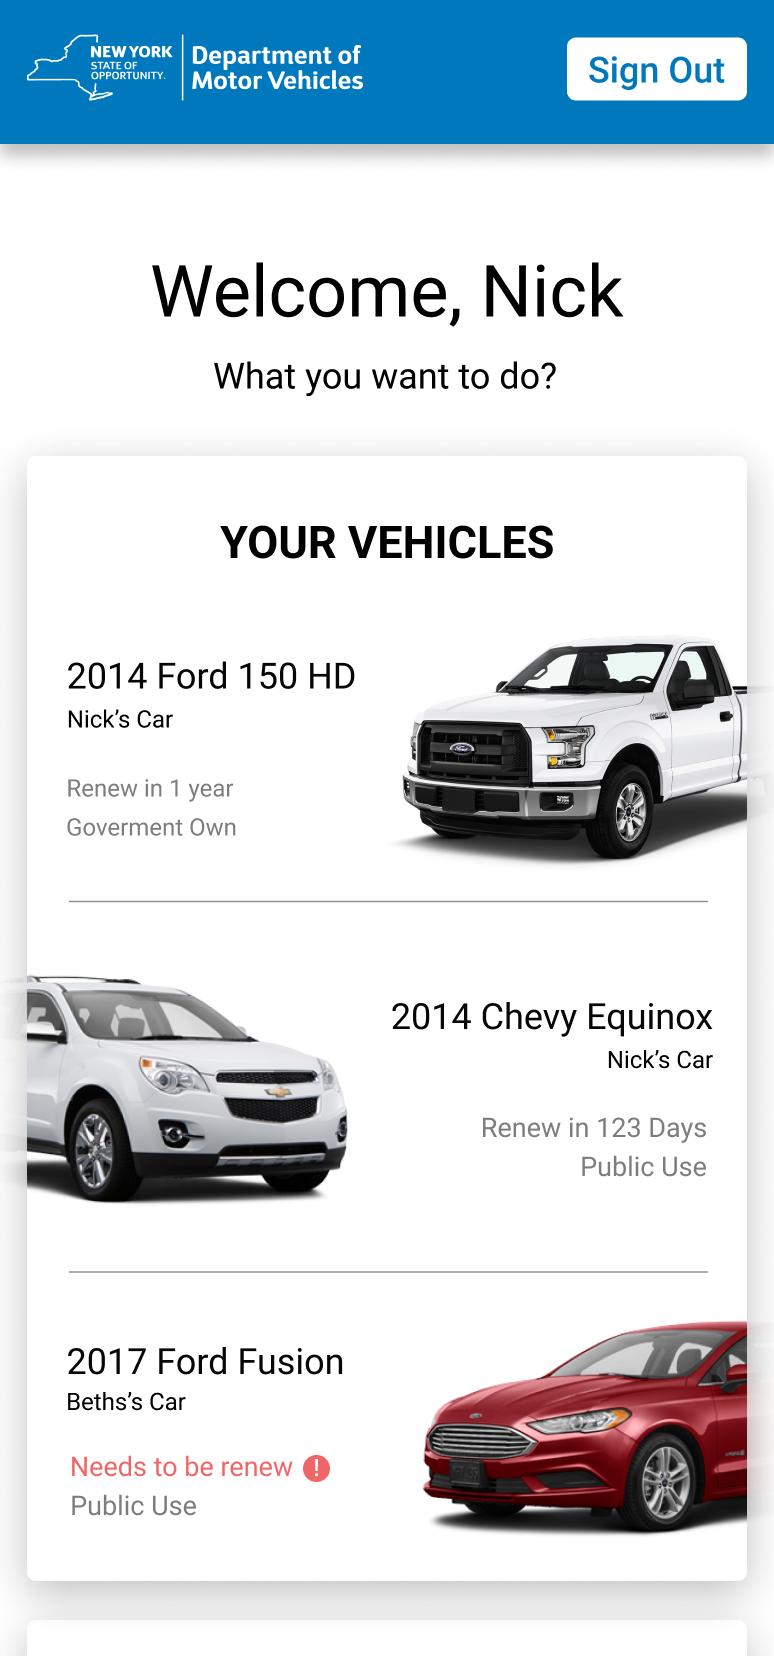 NEW YORK
STATE OF
OPPORTUNITY.
Department of
Motor Vehicles
Sign Out
Welcome, Nick
What you want to do?
YOUR VEHICLES
2014 Ford 150 HD
Nick’s Car
Renew in 1 year
Goverment Own
Ford
2014 Chevy Equinox
Nick’s Car
Renew in 123 Days
Public Use
2017 Ford Fusion
Beths’s Car
Needs to be renew !
Public Use